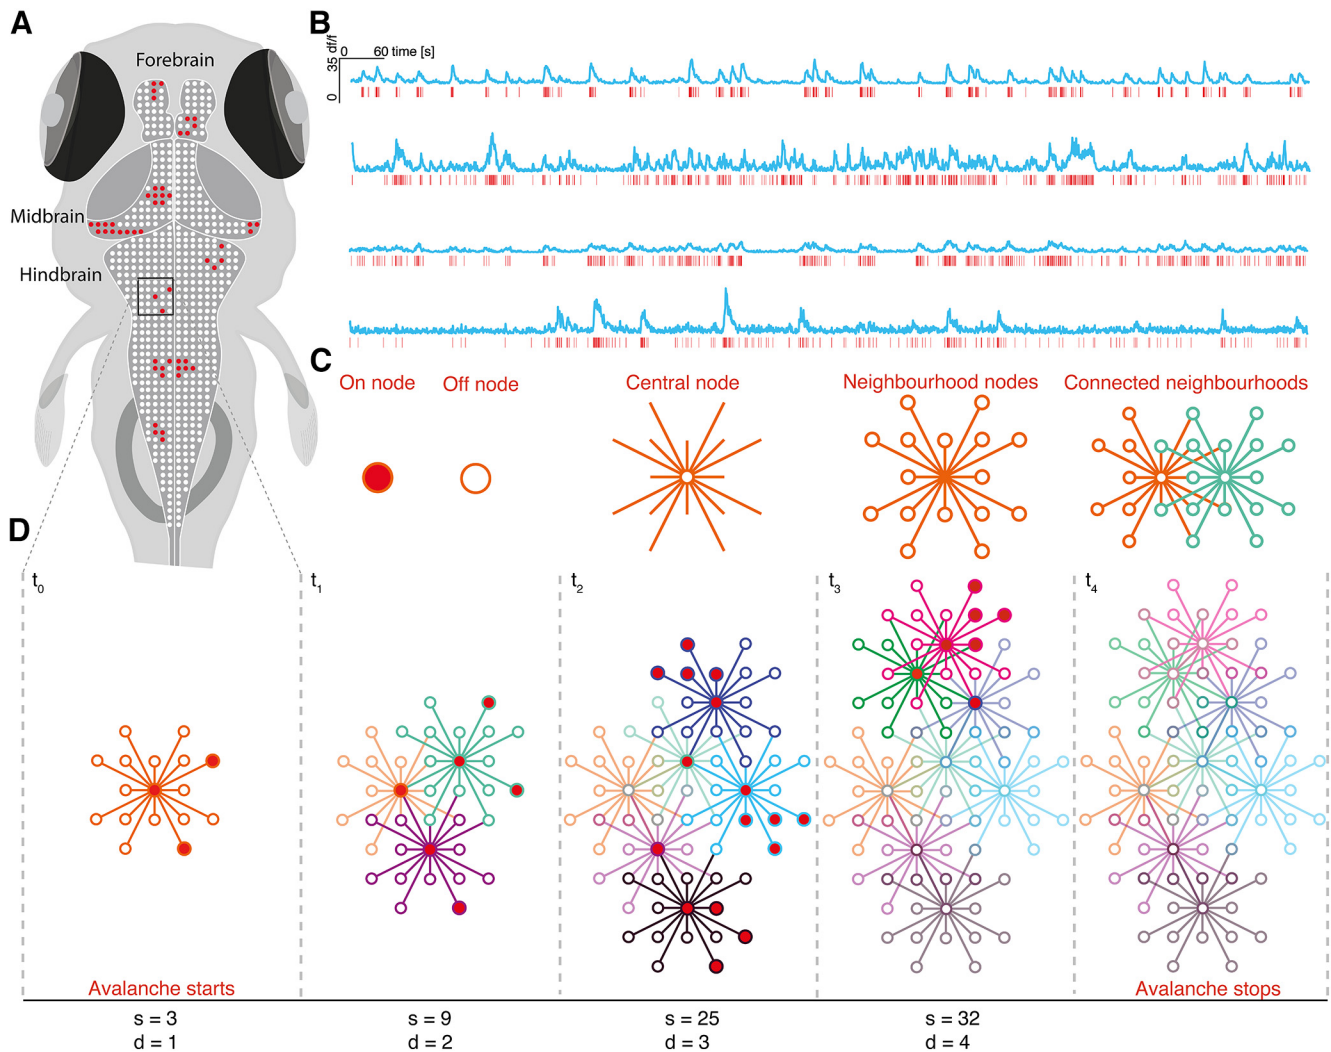 A
Forebrain
Midbrain
Hindbrain
B
35 df/f
0
0 60 time [s]
C
On node
Off node
Central node
Neighbourhood nodes
Connected neighbourhoods
D
t0
t1
t2
t3
t4
Avalanche starts
Avalanche stops
s = 3
d = 1
s = 9
d = 2
s = 25
d = 3
s = 32
d = 4